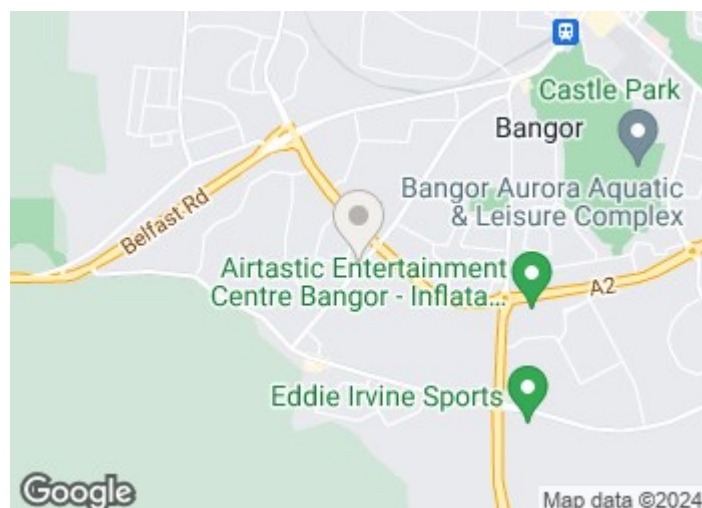 Castle Park
Bangor
Bangor Aurora Aquatic
& Leisure Complex
Belfast Rd
Airtastic Entertainment
Centre Bangor - Inflata...
A2
Eddie Irvine Sports
Google
Map data ©2024